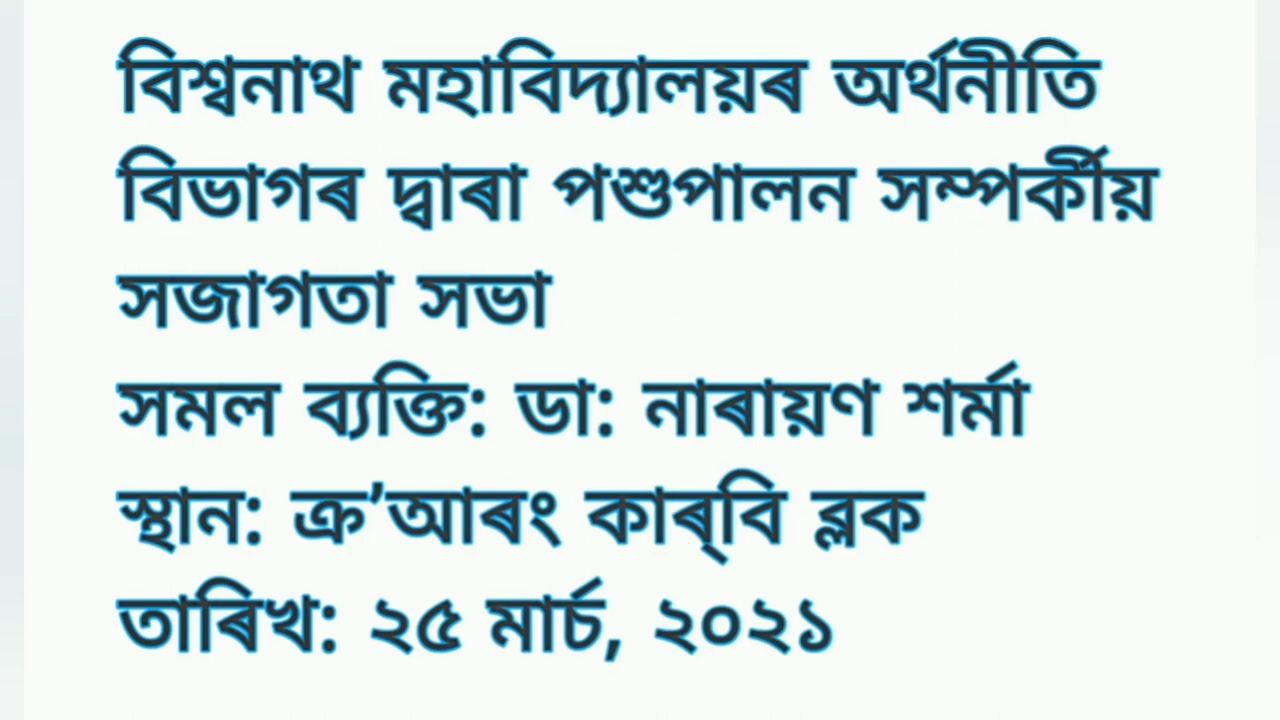 বিশ্বনাথ মহাবিদ্যালয়ৰ অৰ্থনীতি
বিভাগৰ দ্বাৰা পশুপালন সম্পৰ্কীয়
সজাগতা সভা
সমল ব্যক্তি: ডা: নাৰায়ণ শৰ্মা
স্থান: ক্ৰ’আৰং কাৰ্‌বি ব্লক
তাৰিখ: ২৫ মাৰ্চ, ২০২১